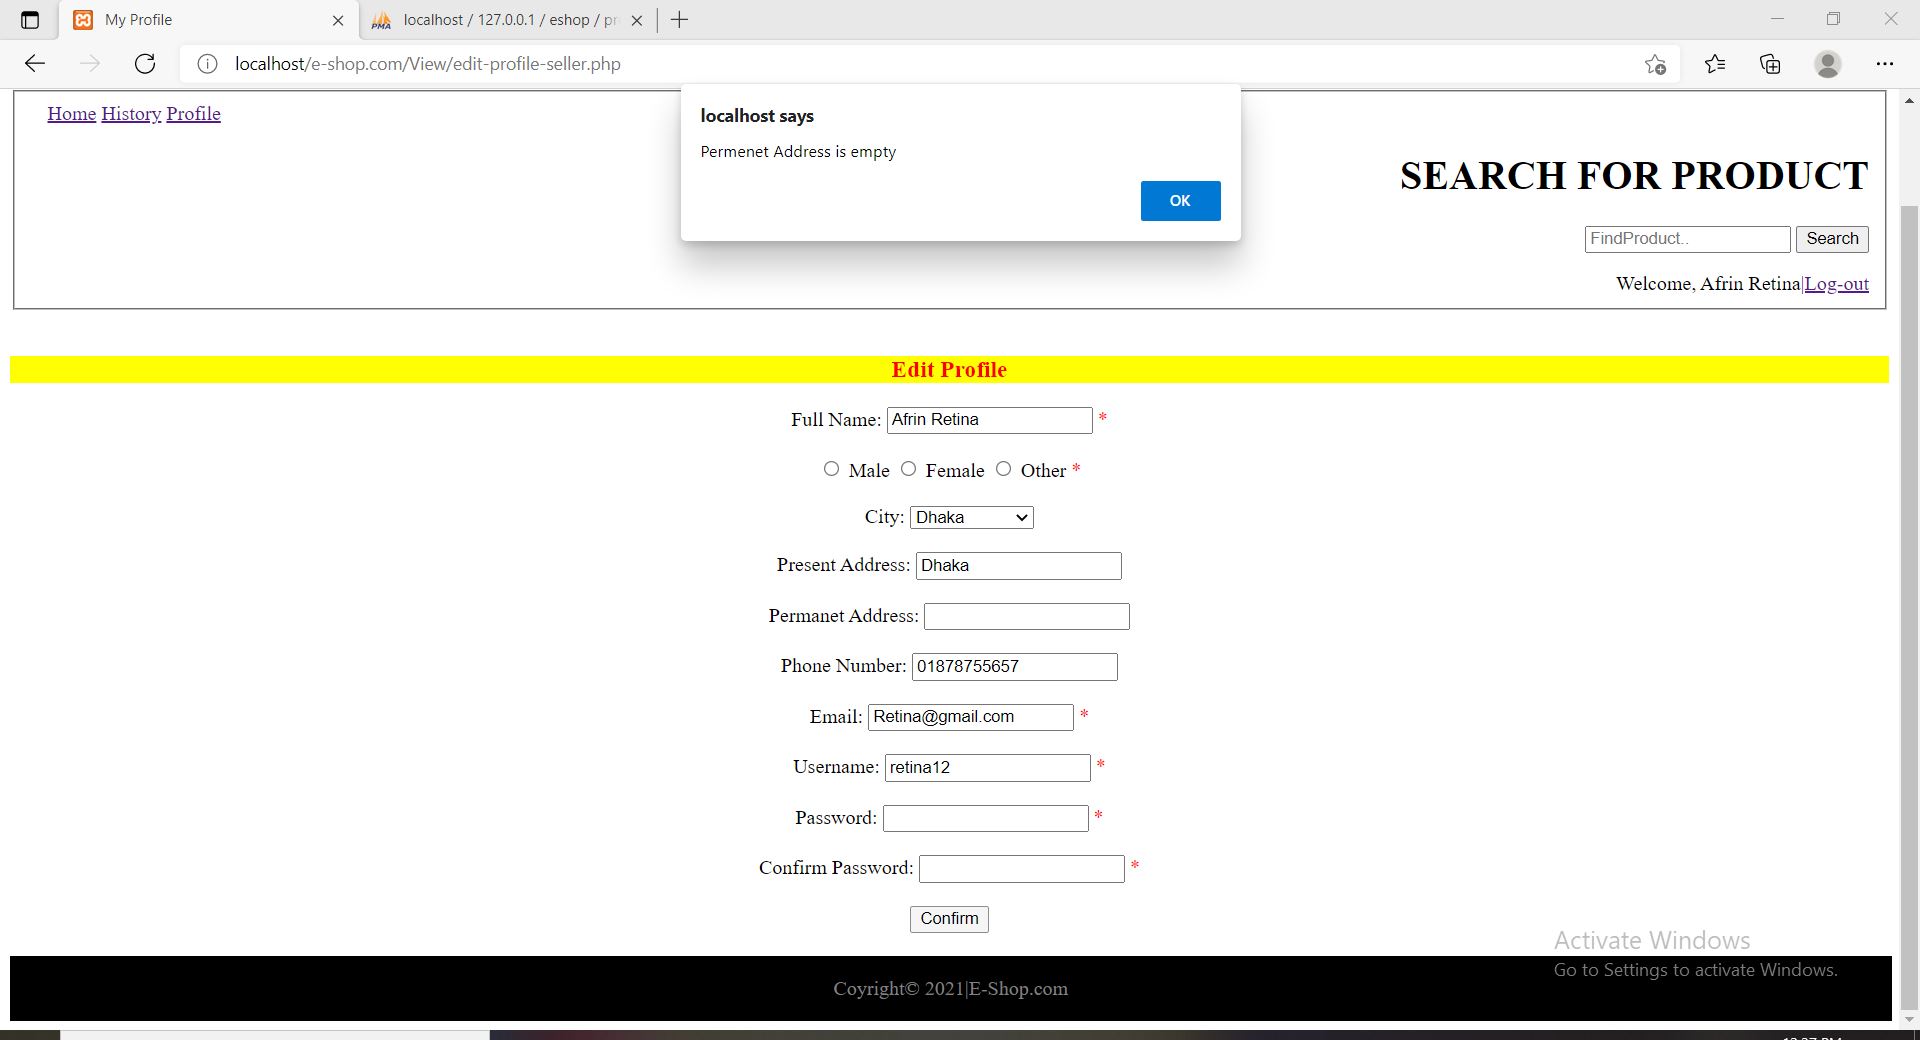 My Profile
localhost / 127.0.0.1 / eshop / pr
localhost/e-shop.com/View/edit-profile-seller.php
Home History Profile
localhost says
Permenet Address is empty
OK
SEARCH FOR PRODUCT
FindProduct.. Search
Welcome, Afrin Retina|Log-out
Edit Profile
Full Name: Afrin Retina *
Male Female Other *
City: Dhaka
Present Address: Dhaka
Permanet Address:
Phone Number: 01878755657
Email: Retina@gmail.com *
Username: retina12 *
Password: *
Confirm Password: *
Confirm
Activate Windows
Go to Settings to activate Windows.
Coyright© 2021|E-Shop.com